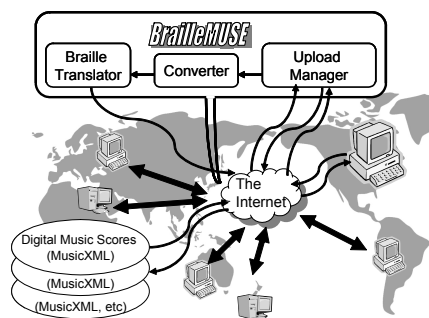 BrailleMUSE
Braille
Translator
Converter
Upload
Manager
The
Internet
Digital Music Scores
(MusicXML)
(MusicXML)
(MusicXML, etc)